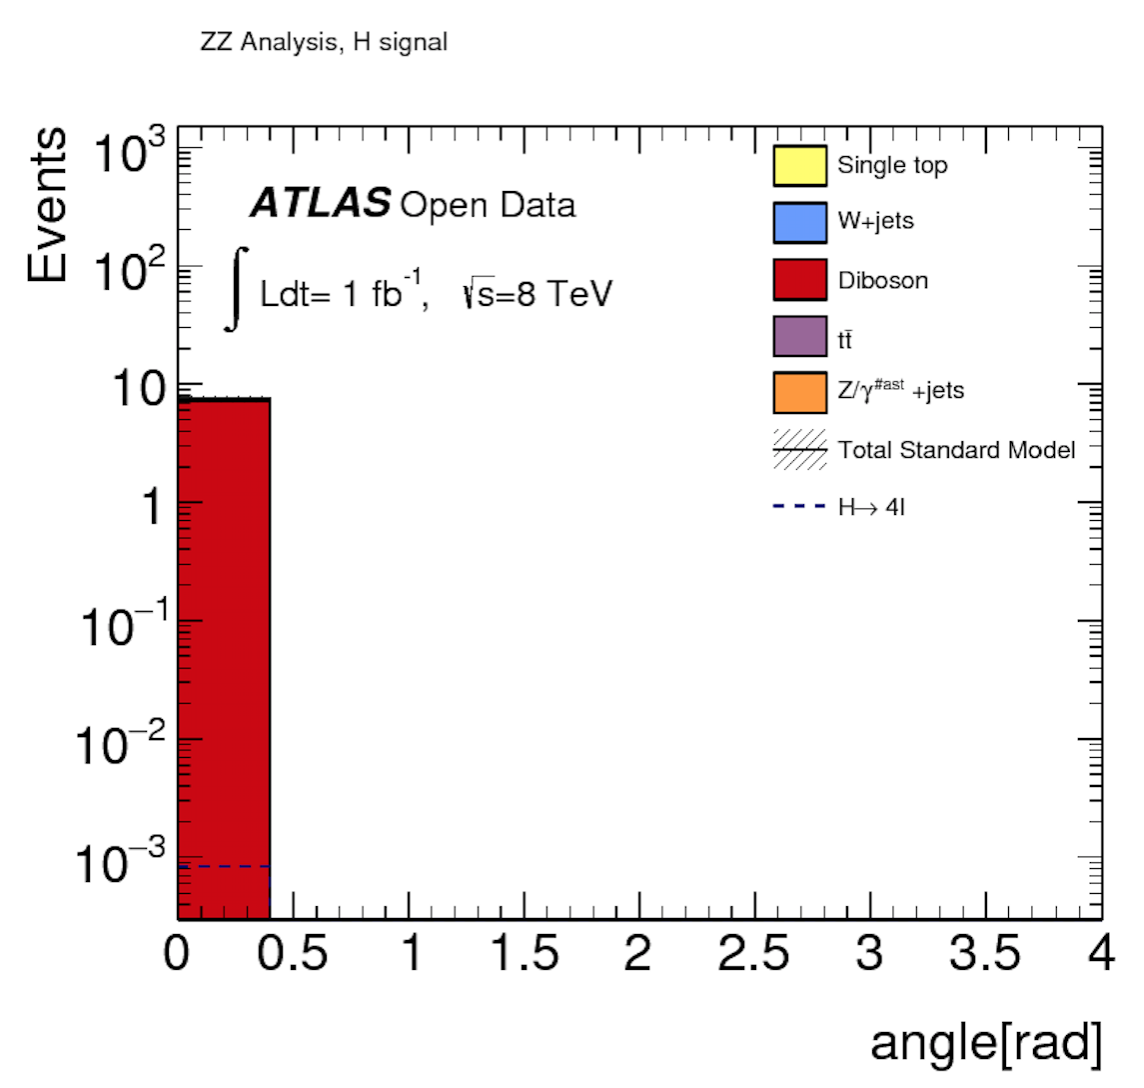 ZZ Analysis, H signal
Events
10³
10²
10
1
10⁻¹
10⁻²
10⁻³
ATLAS Open Data
∫ Ldt= 1 fb⁻¹, √s=8 TeV
Single top
W+jets
Diboson
tt̄
Z/γ^#ast +jets
Total Standard Model
H→ 4l
0 0.5 1 1.5 2 2.5 3 3.5 4
angle[rad]